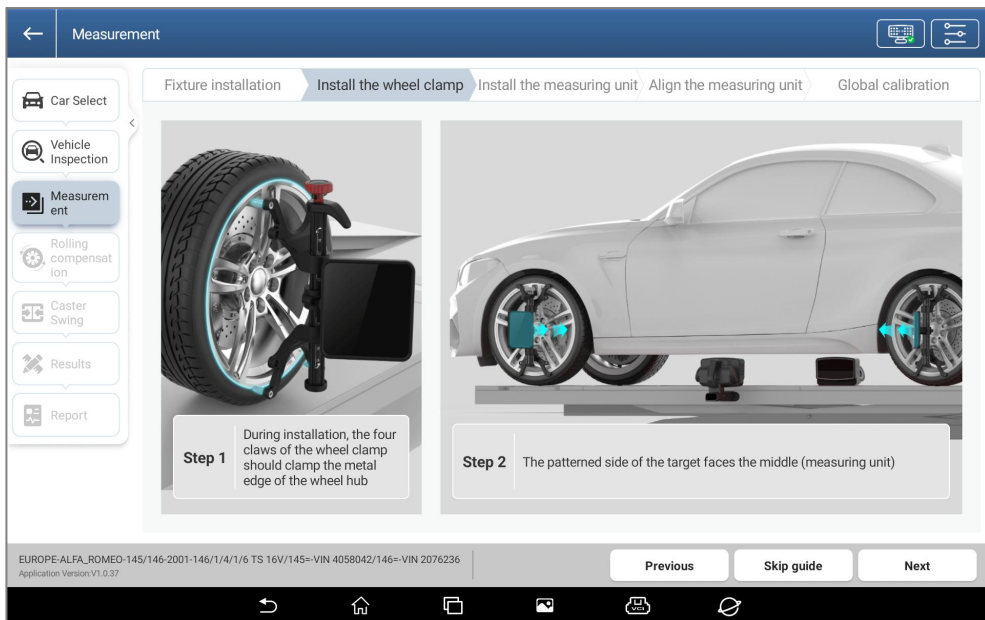 Measurement
Fixture installation
Install the wheel clamp
Install the measuring unit
Align the measuring unit
Global calibration
Car Select
Vehicle
Inspection
Measurem
ent
Rolling
compensat
ion
Caster
Swing
Results
Report
Step 1
During installation, the four
claws of the wheel clamp
should clamp the metal
edge of the wheel hub
Step 2
The patterned side of the target faces the middle (measuring unit)
EUROPE-ALFA_ROMEO-145/146-2001-146/1/4/1/6 TS 16V/145=-VIN 4058042/146=-VIN 2076236
Application Version:V1.0.37
Previous
Skip guide
Next
VCI